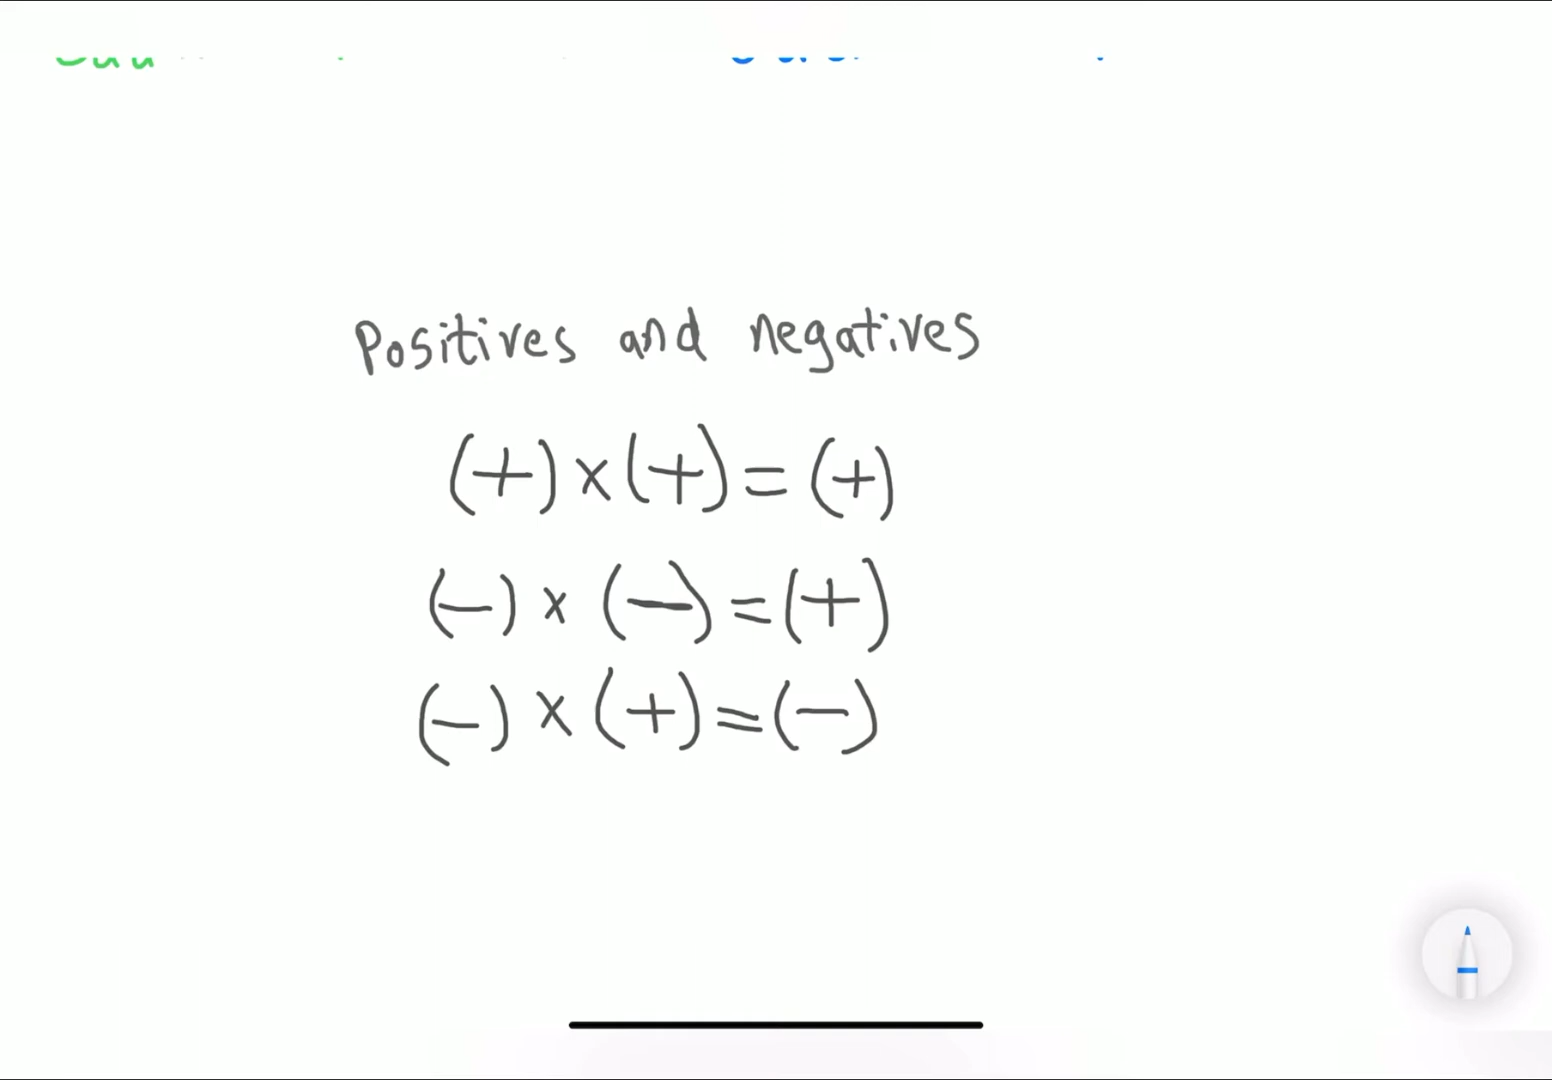 Positives and negatives
(+) × (+) = (+)
(-) × (-) = (+)
(-) × (+) = (-)